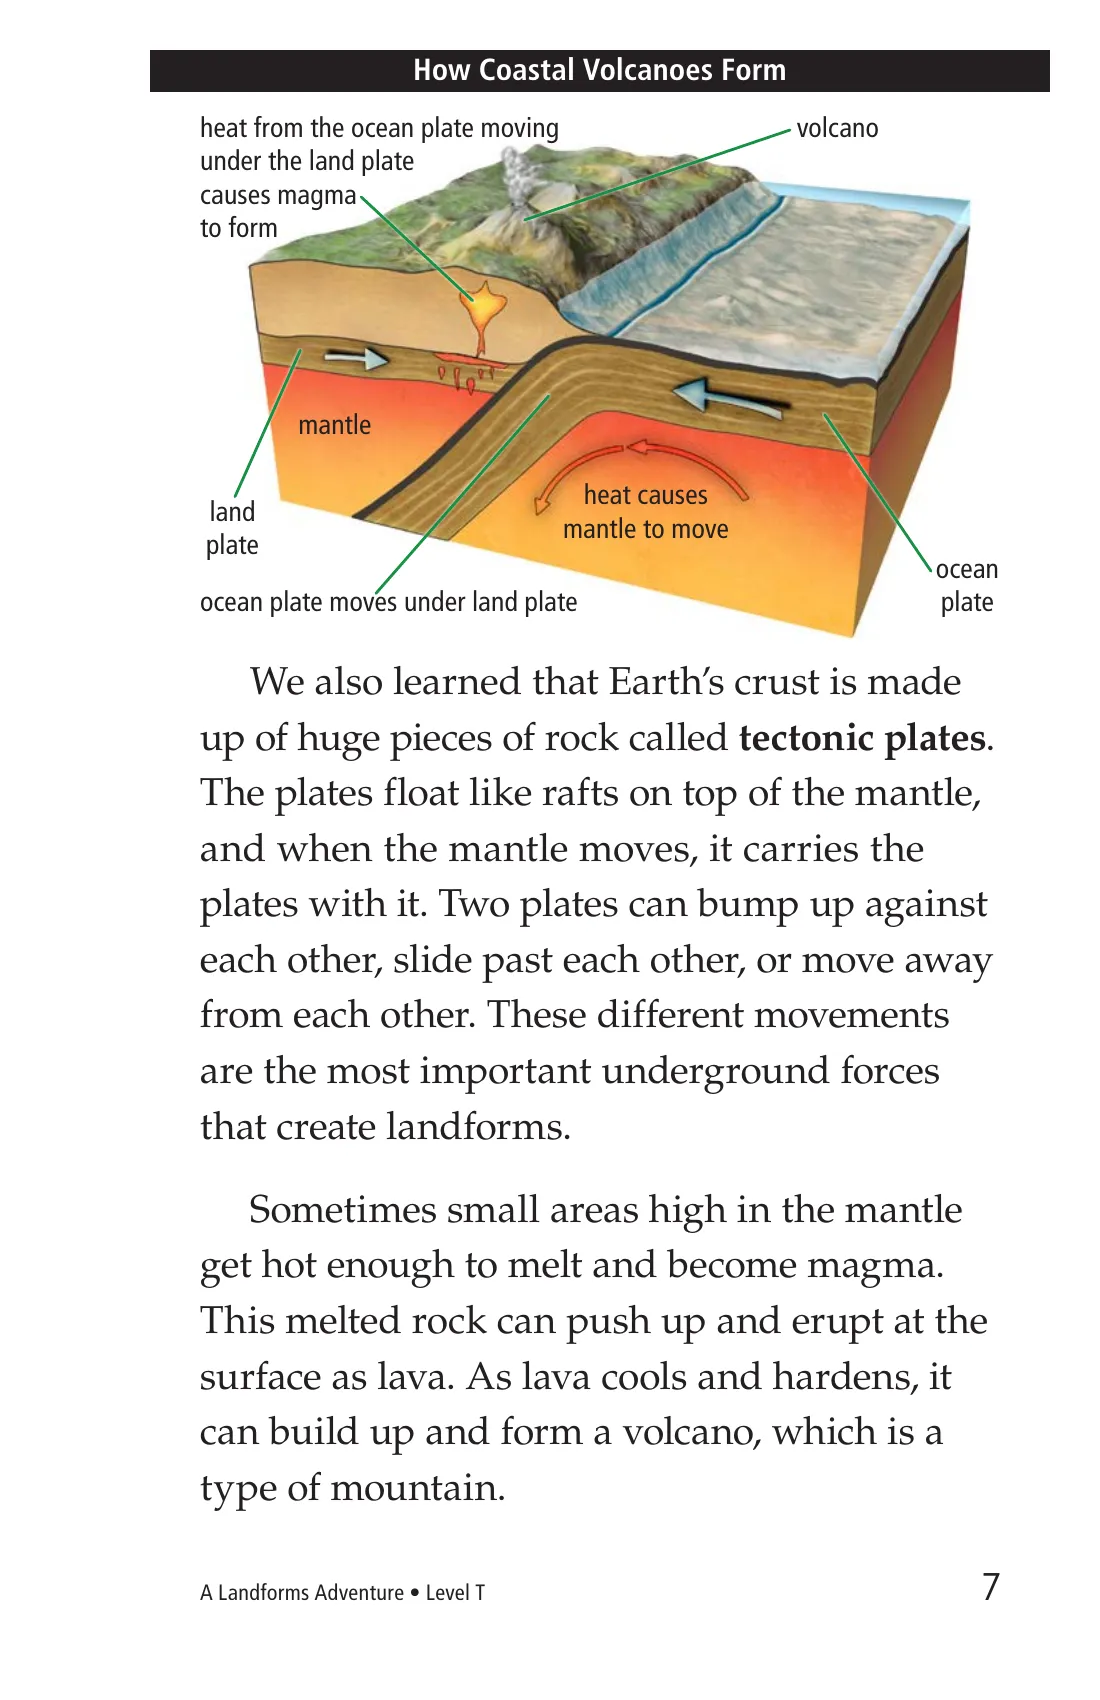 How Coastal Volcanoes Form
heat from the ocean plate moving
under the land plate
causes magma
to form
volcano
mantle
land
plate
heat causes
mantle to move
ocean
plate
ocean plate moves under land plate
We also learned that Earth’s crust is made
up of huge pieces of rock called tectonic plates.
The plates float like rafts on top of the mantle,
and when the mantle moves, it carries the
plates with it. Two plates can bump up against
each other, slide past each other, or move away
from each other. These different movements
are the most important underground forces
that create landforms.
Sometimes small areas high in the mantle
get hot enough to melt and become magma.
This melted rock can push up and erupt at the
surface as lava. As lava cools and hardens, it
can build up and form a volcano, which is a
type of mountain.
A Landforms Adventure • Level T
7